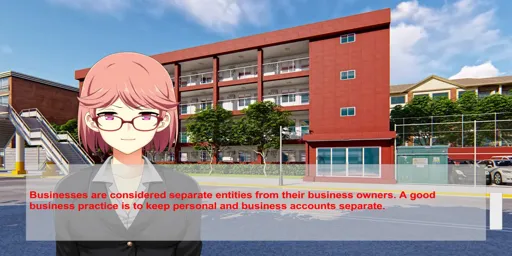 Businesses are considered separate entities from their business owners. A good
business practice is to keep personal and business accounts separate.